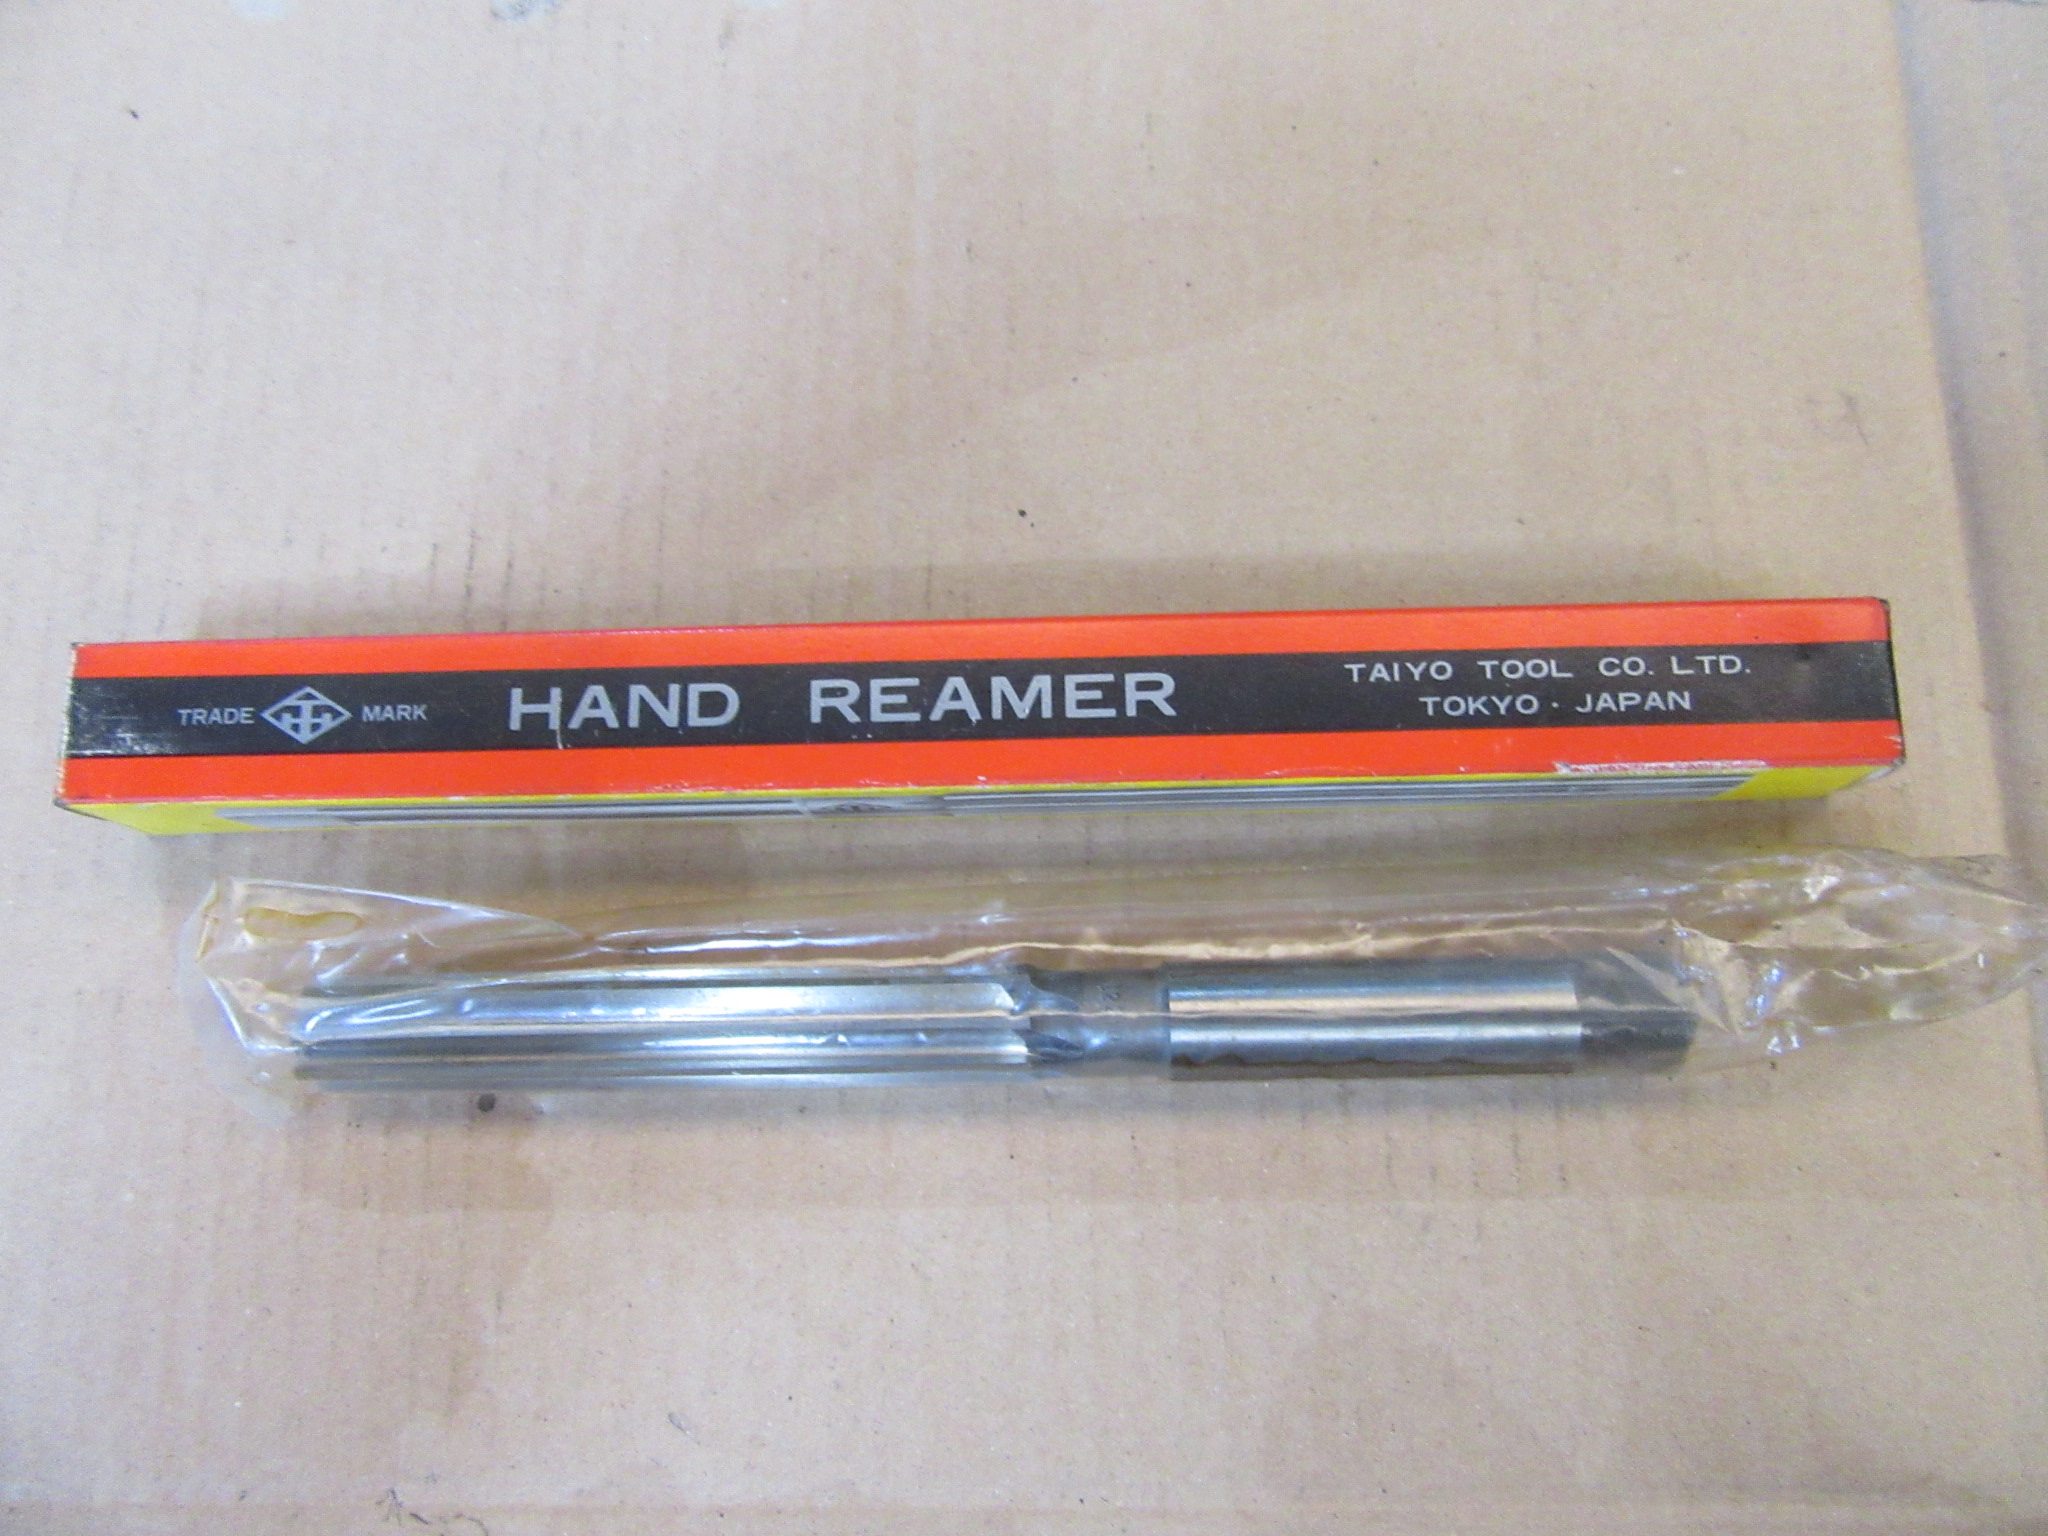 TRADE MARK
HAND REAMER
TAIYO TOOL CO. LTD.
TOKYO · JAPAN